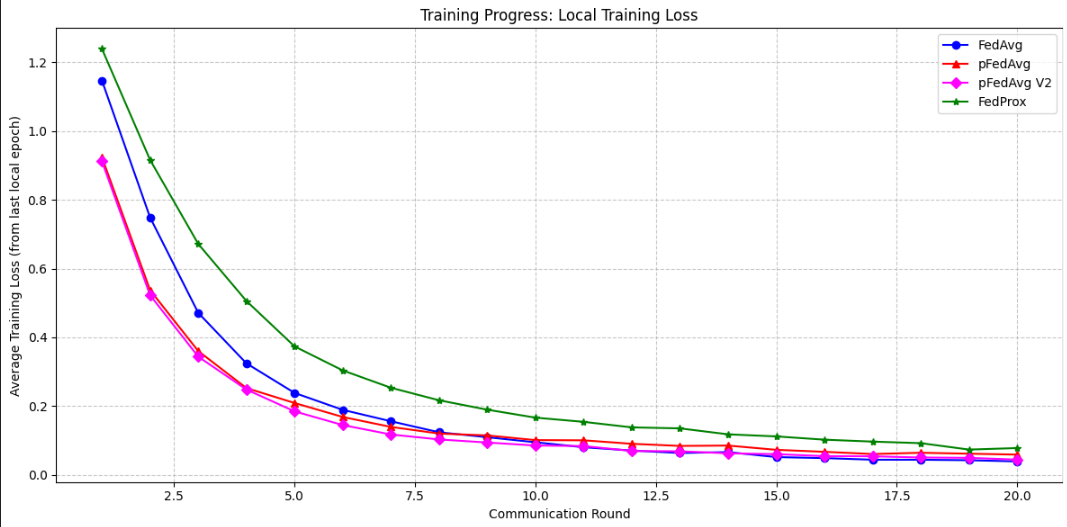 Training Progress: Local Training Loss
FedAvg
pFedAvg
pFedAvg V2
FedProx
Average Training Loss (from last local epoch)
1.2
1.0
0.8
0.6
0.4
0.2
0.0
2.5 5.0 7.5 10.0 12.5 15.0 17.5 20.0
Communication Round